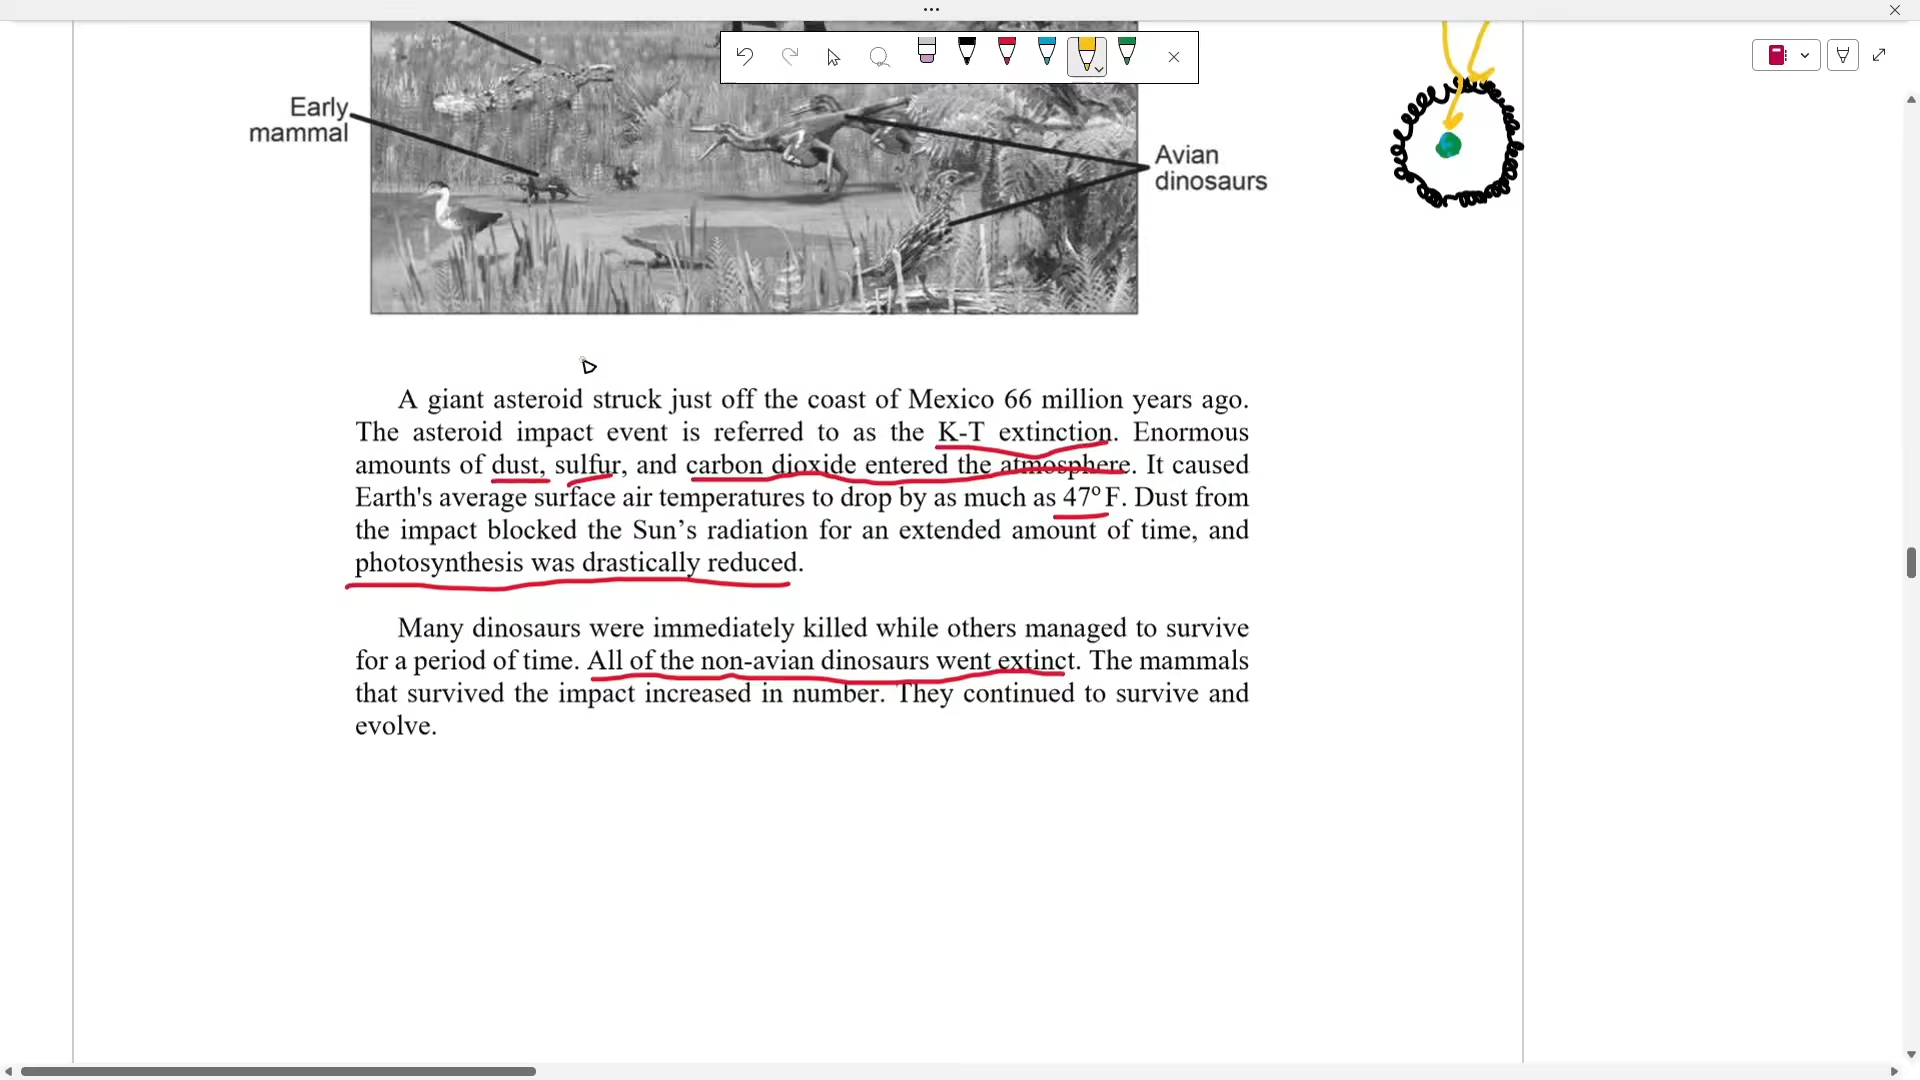 Early
mammal
Avian
dinosaurs
A giant asteroid struck just off the coast of Mexico 66 million years ago.
The asteroid impact event is referred to as the K-T extinction. Enormous
amounts of dust, sulfur, and carbon dioxide entered the atmosphere. It caused
Earth's average surface air temperatures to drop by as much as 47º F. Dust from
the impact blocked the Sun’s radiation for an extended amount of time, and
photosynthesis was drastically reduced.
Many dinosaurs were immediately killed while others managed to survive
for a period of time. All of the non-avian dinosaurs went extinct. The mammals
that survived the impact increased in number. They continued to survive and
evolve.